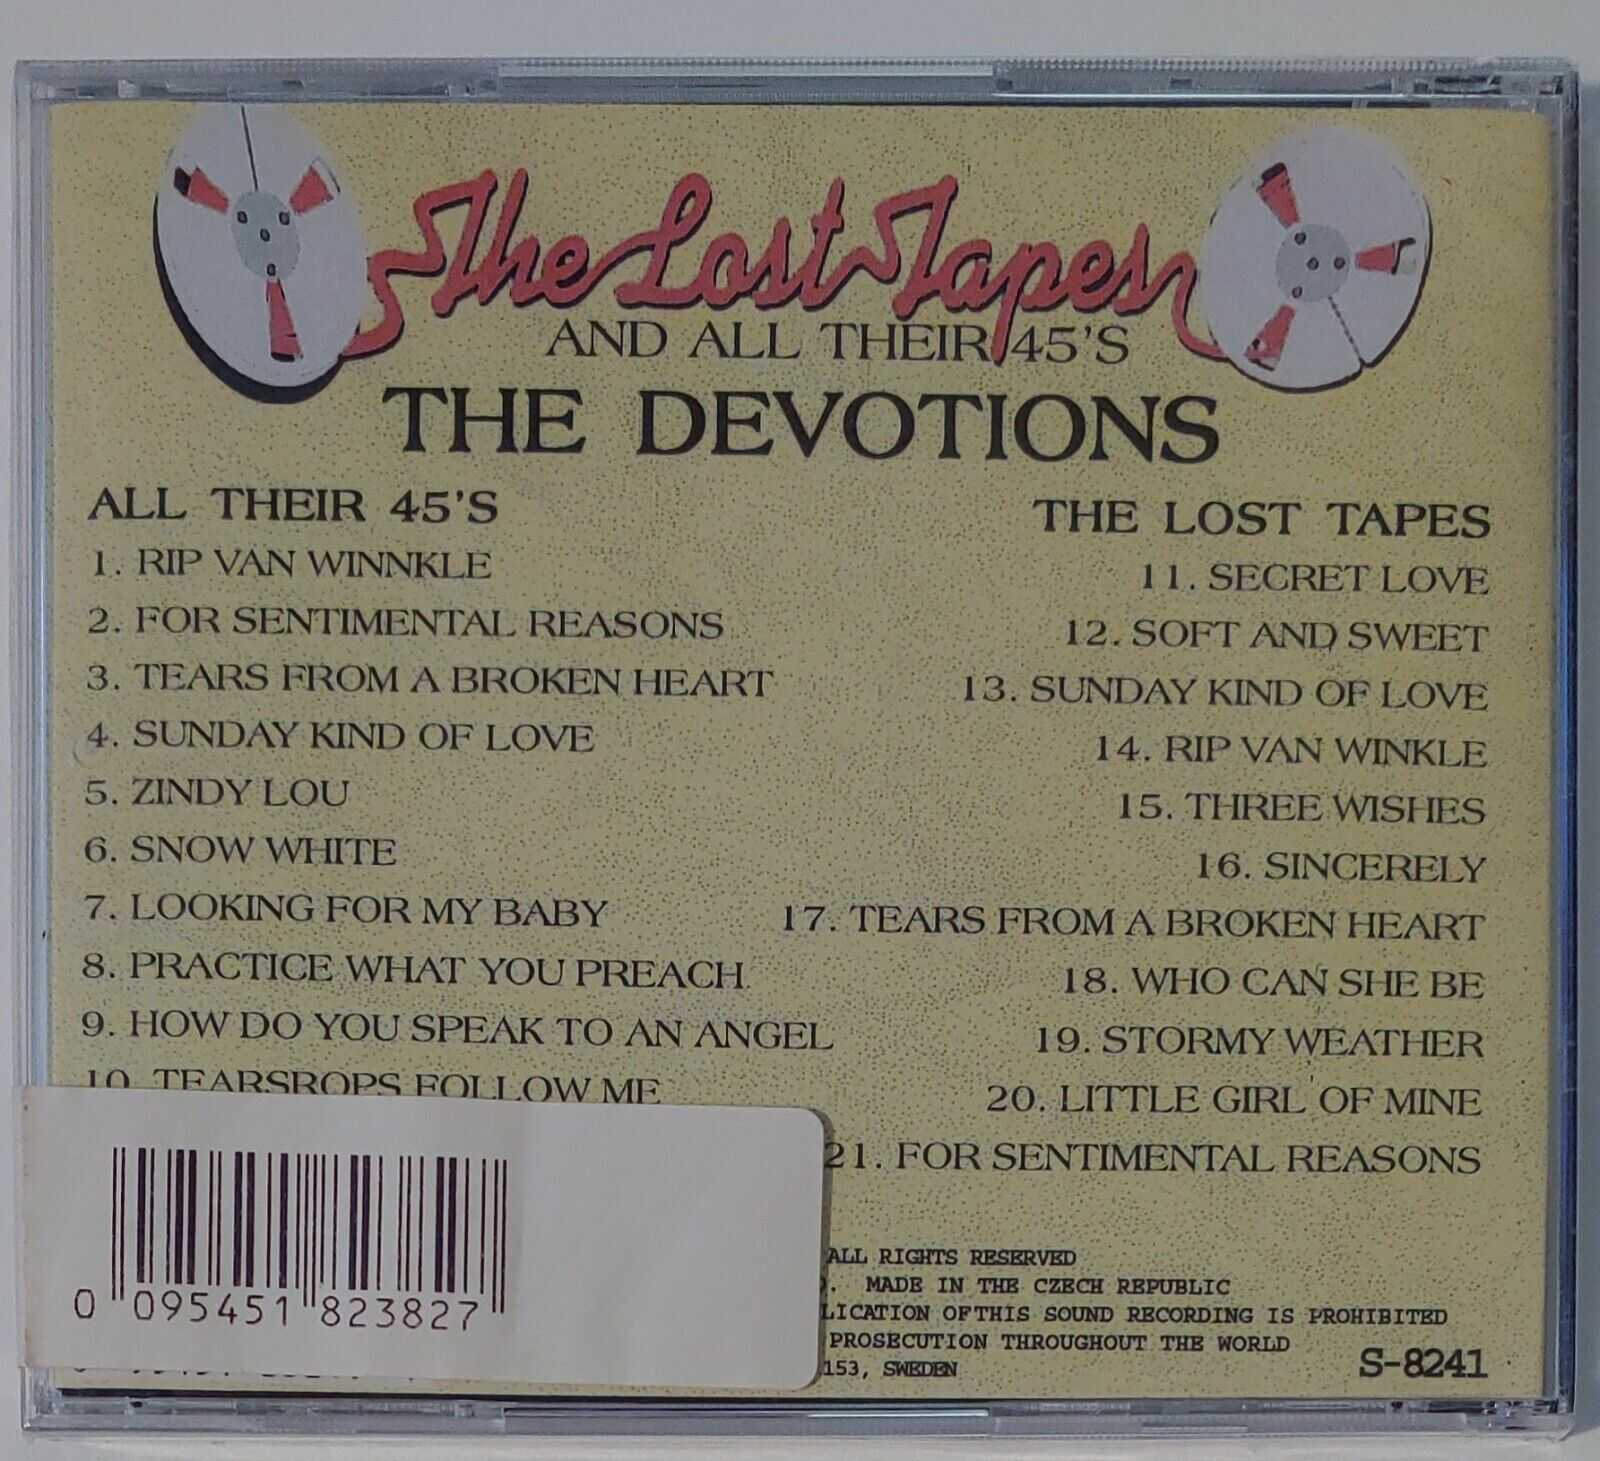 The Lost Tapes
AND ALL THEIR 45'S
THE DEVOTIONS
ALL THEIR 45'S
1. RIP VAN WINNKLE
2. FOR SENTIMENTAL REASONS
3. TEARS FROM A BROKEN HEART
4. SUNDAY KIND OF LOVE
5. ZINDY LOU
6. SNOW WHITE
7. LOOKING FOR MY BABY
8. PRACTICE WHAT YOU PREACH
9. HOW DO YOU SPEAK TO AN ANGEL
10. TEARSROPS FOLLOW ME
THE LOST TAPES
11. SECRET LOVE
12. SOFT AND SWEET
13. SUNDAY KIND OF LOVE
14. RIP VAN WINKLE
15. THREE WISHES
16. SINCERELY
17. TEARS FROM A BROKEN HEART
18. WHO CAN SHE BE
19. STORMY WEATHER
20. LITTLE GIRL OF MINE
21. FOR SENTIMENTAL REASONS
ALL RIGHTS RESERVED
MADE IN THE CZECH REPUBLIC
LICATION OF THIS SOUND RECORDING IS PROHIBITED
PROSECUTION THROUGHOUT THE WORLD
153, SWEDEN
S-8241
0 095451 823827